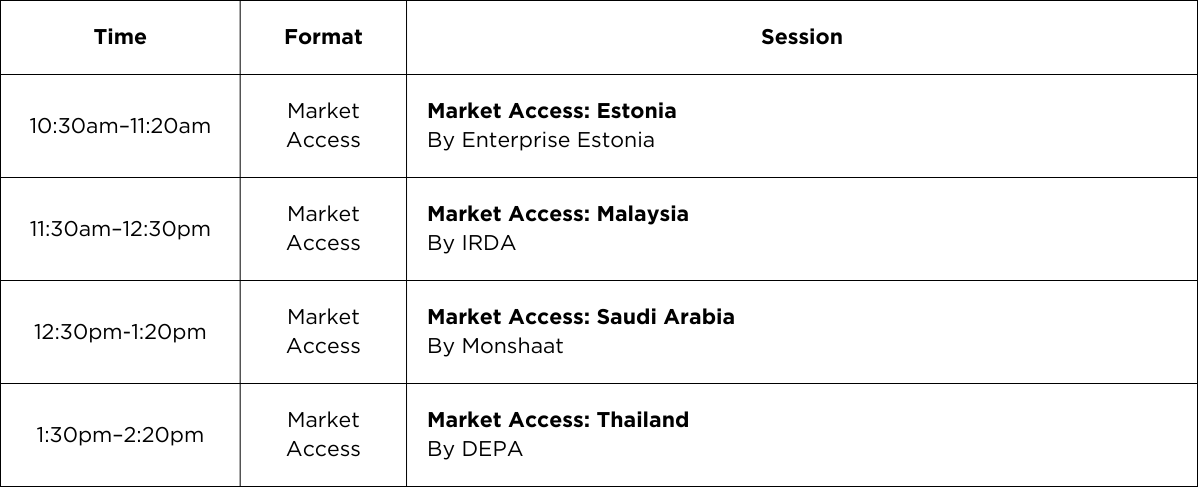 Time Format Session
10:30am–11:20am
Market
Access
Market Access: Estonia
By Enterprise Estonia
11:30am–12:30pm
Market
Access
Market Access: Malaysia
By IRDA
12:30pm-1:20pm
Market
Access
Market Access: Saudi Arabia
By Monshaat
1:30pm–2:20pm
Market
Access
Market Access: Thailand
By DEPA